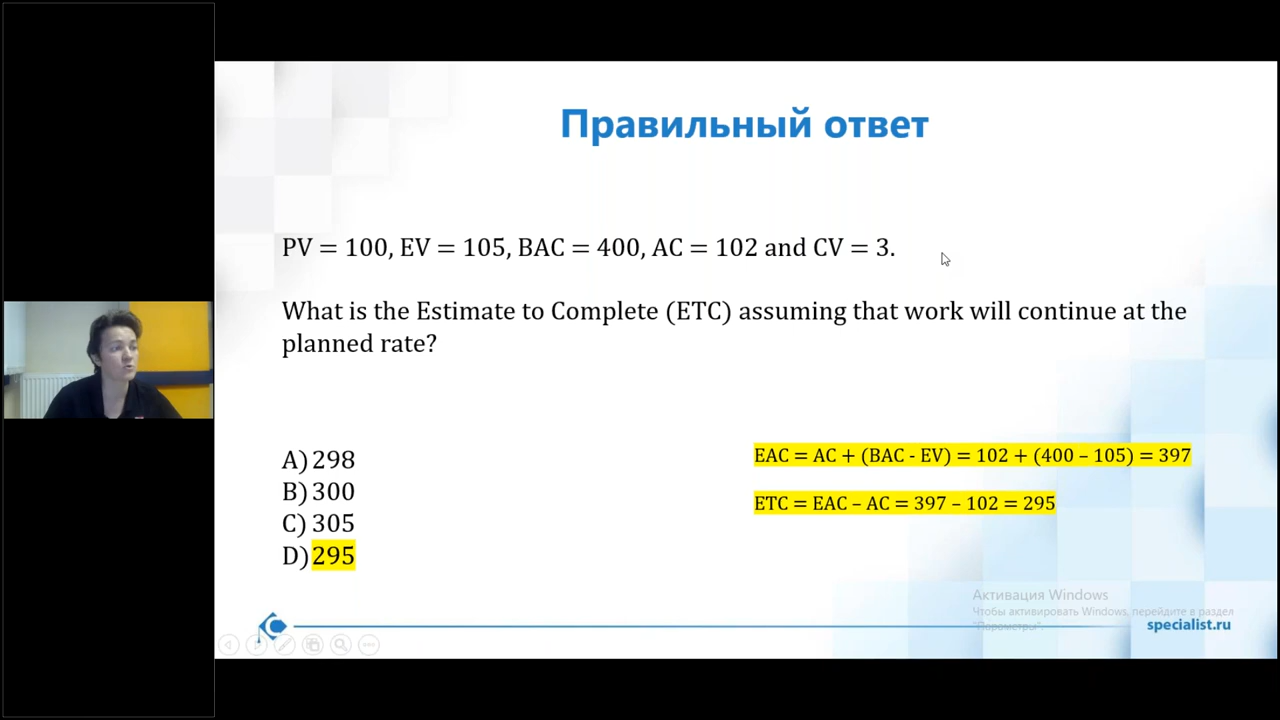 Правильный ответ
PV = 100, EV = 105, BAC = 400, AC = 102 and CV = 3.
What is the Estimate to Complete (ETC) assuming that work will continue at the
planned rate?
A) 298
B) 300
C) 305
D) 295
EAC = AC + (BAC - EV) = 102 + (400 – 105) = 397
ETC = EAC – AC = 397 – 102 = 295
Активация Windows
Чтобы активировать Windows, перейдите в раздел
"Параметры".
specialist.ru